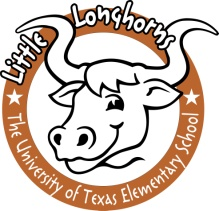 Little Longhorns
The University of Texas Elementary School